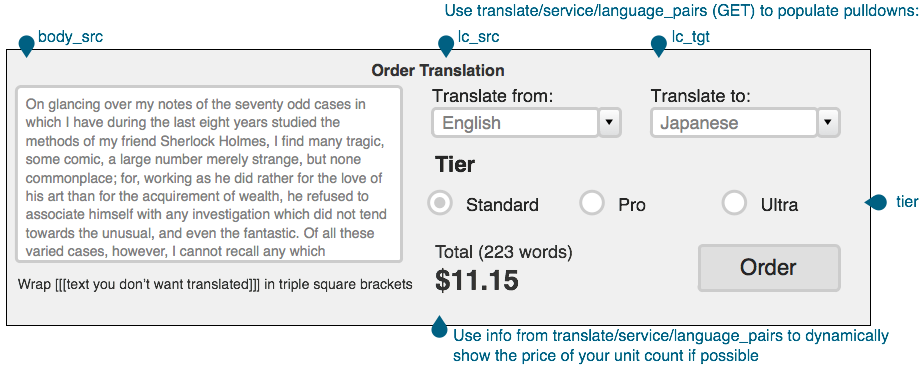 Use translate/service/language_pairs (GET) to populate pulldowns:
body_src
lc_src
lc_tgt
Order Translation
On glancing over my notes of the seventy odd cases in
which I have during the last eight years studied the
methods of my friend Sherlock Holmes, I find many tragic,
some comic, a large number merely strange, but none
commonplace; for, working as he did rather for the love of
his art than for the acquirement of wealth, he refused to
associate himself with any investigation which did not tend
towards the unusual, and even the fantastic. Of all these
varied cases, however, I cannot recall any which
Wrap [[[text you don't want translated]]] in triple square brackets
Translate from:
English
Translate to:
Japanese
Tier
Standard
Pro
Ultra
tier
Total (223 words)
$11.15
Order
Use info from translate/service/language_pairs to dynamically
show the price of your unit count if possible